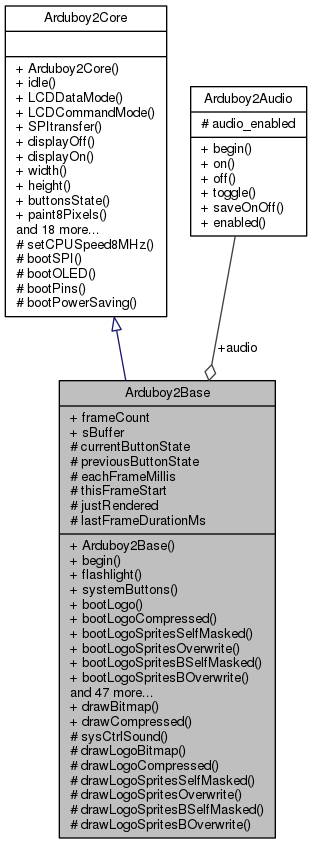 Arduboy2Core
+ Arduboy2Core()
+ idle()
+ LCDDataMode()
+ LCDCommandMode()
+ SPItransfer()
+ displayOff()
+ displayOn()
+ width()
+ height()
+ buttonsState()
+ paint8Pixels()
and 18 more...
# setCPUSpeed8MHz()
# bootSPI()
# bootOLED()
# bootPins()
# bootPowerSaving()
Arduboy2Audio
# audio_enabled
+ begin()
+ on()
+ off()
+ toggle()
+ saveOnOff()
+ enabled()
+audio
Arduboy2Base
+ frameCount
+ sBuffer
# currentButtonState
# previousButtonState
# eachFrameMillis
# thisFrameStart
# justRendered
# lastFrameDurationMs
+ Arduboy2Base()
+ begin()
+ flashlight()
+ systemButtons()
+ bootLogo()
+ bootLogoCompressed()
+ bootLogoSpritesSelfMasked()
+ bootLogoSpritesOverwrite()
+ bootLogoSpritesBSelfMasked()
+ bootLogoSpritesBOverwrite()
and 47 more...
+ drawBitmap()
+ drawCompressed()
# sysCtrlSound()
# drawLogoBitmap()
# drawLogoCompressed()
# drawLogoSpritesSelfMasked()
# drawLogoSpritesOverwrite()
# drawLogoSpritesBSelfMasked()
# drawLogoSpritesBOverwrite()